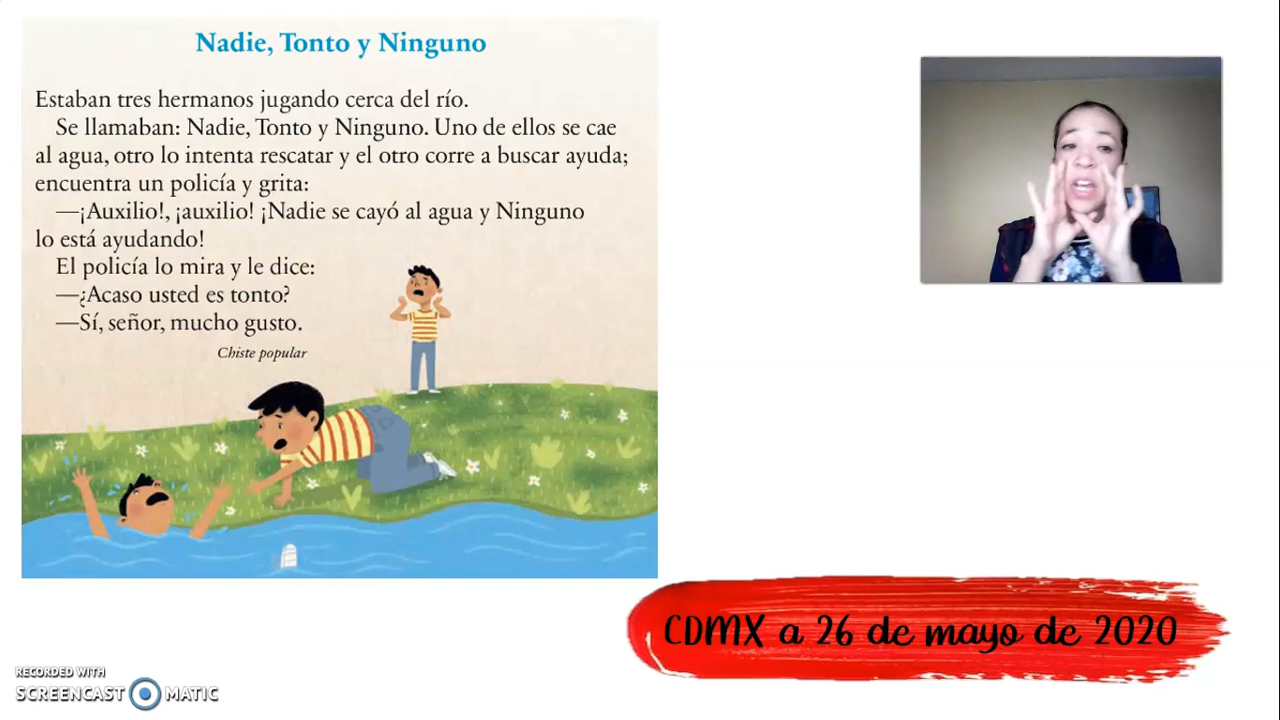 Nadie, Tonto y Ninguno
Estaban tres hermanos jugando cerca del río.
Se llamaban: Nadie, Tonto y Ninguno. Uno de ellos se cae
al agua, otro lo intenta rescatar y el otro corre a buscar ayuda;
encuentra un policía y grita:
—¡Auxilio!, ¡auxilio! ¡Nadie se cayó al agua y Ninguno
lo está ayudando!
El policía lo mira y le dice:
—¿Acaso usted es tonto?
—Sí, señor, mucho gusto.
Chiste popular
CDMX a 26 de mayo de 2020
RECORDED WITH
SCREENCAST MATIC